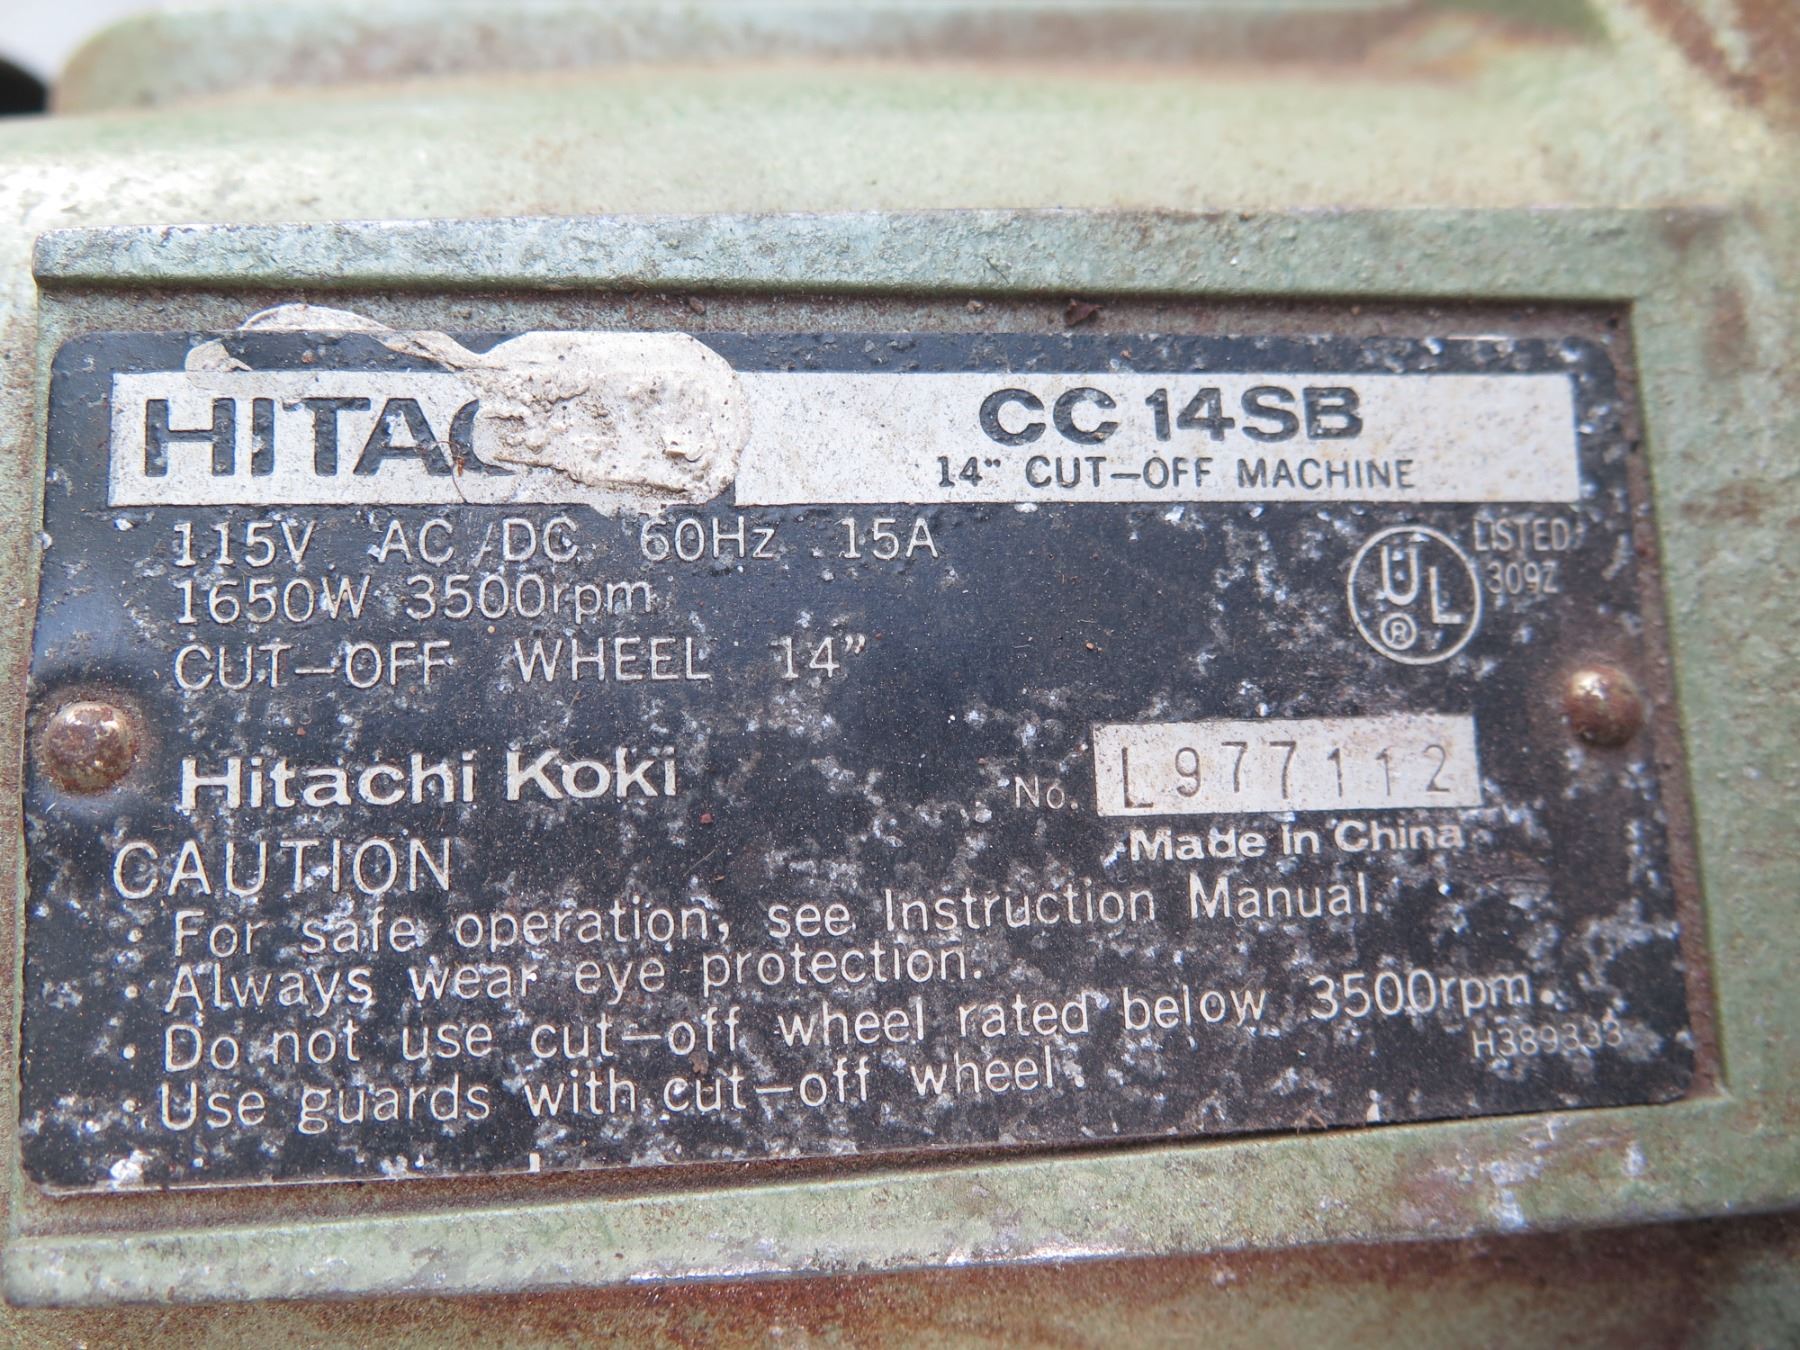 HITAC
CC 14SB
14" CUT-OFF MACHINE
115V AC/DC 60Hz 15A
1650W 3500rpm
CUT-OFF WHEEL 14"
UL ® LISTED
309Z
Hitachi Koki
No. L977112
Made in China
CAUTION
• For safe operation, see Instruction Manual.
• Always wear eye protection.
• Do not use cut-off wheel rated below 3500rpm.
• Use guards with cut-off wheel.
H389333